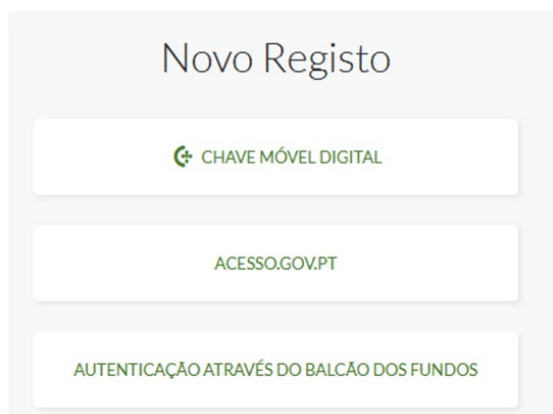 Novo Registo
CHAVE MÓVEL DIGITAL
ACESSO.GOV.PT
AUTENTICAÇÃO ATRAVÉS DO BALCÃO DOS FUNDOS